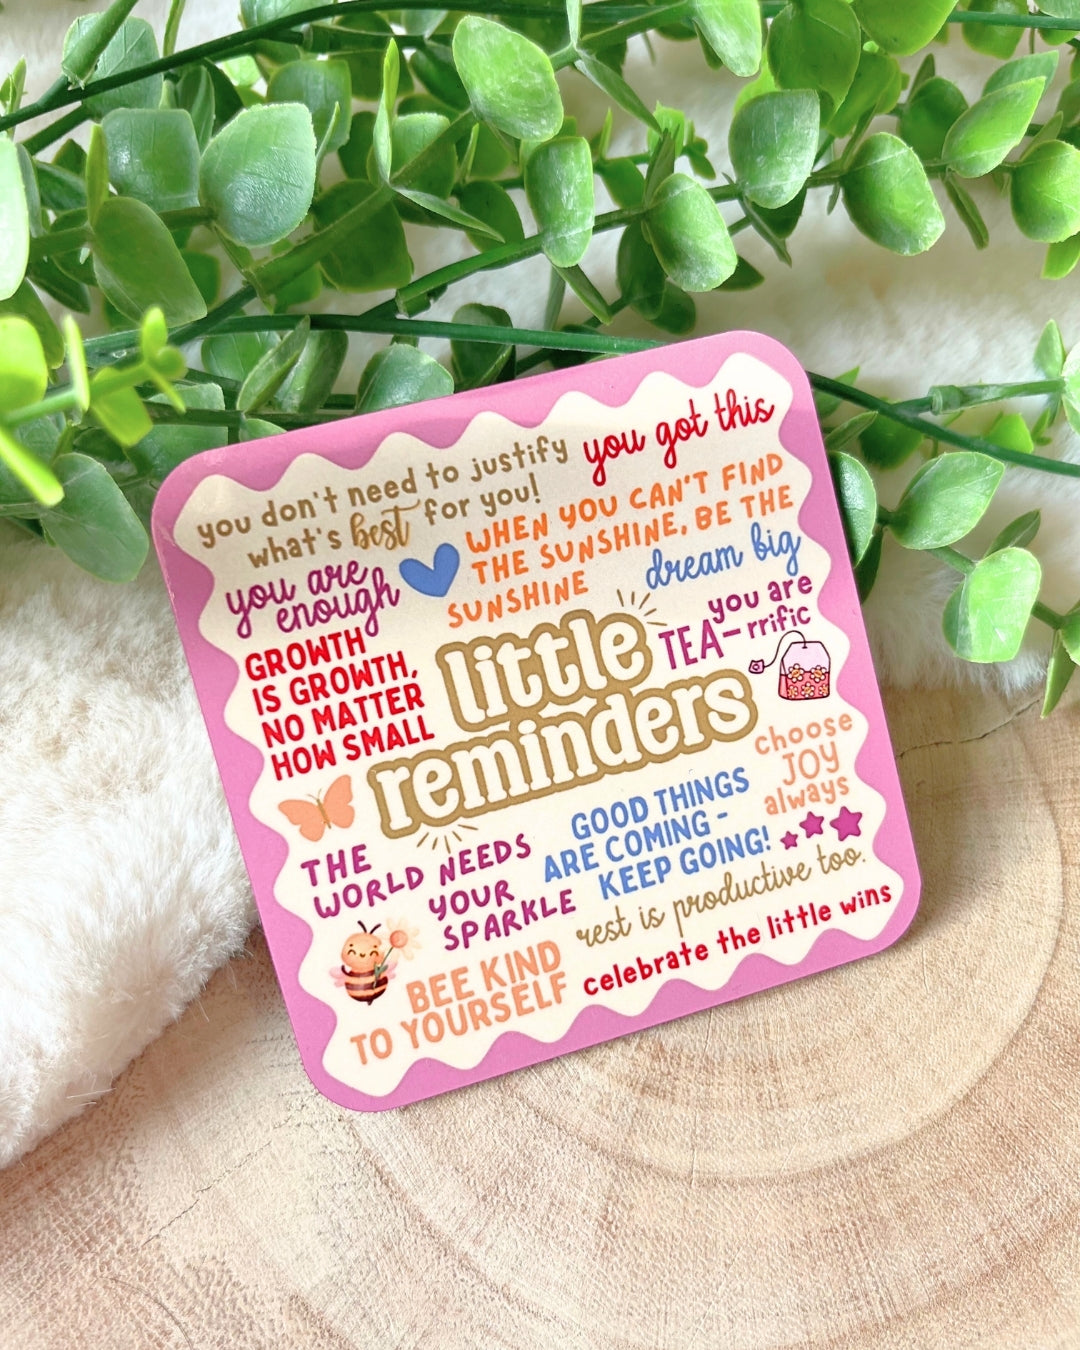 you don't need to justify
what's best for you!
you got this
WHEN YOU CAN'T FIND
THE SUNSHINE, BE THE
SUNSHINE
you are
enough
dream big
GROWTH
IS GROWTH,
NO MATTER
HOW SMALL
little
reminders
you are
TEA-rrific
choose
JOY
always
THE
WORLD NEEDS
YOUR
SPARKLE
GOOD THINGS
ARE COMING -
KEEP GOING!
rest is productive too.
BEE KIND
TO YOURSELF
celebrate the little wins